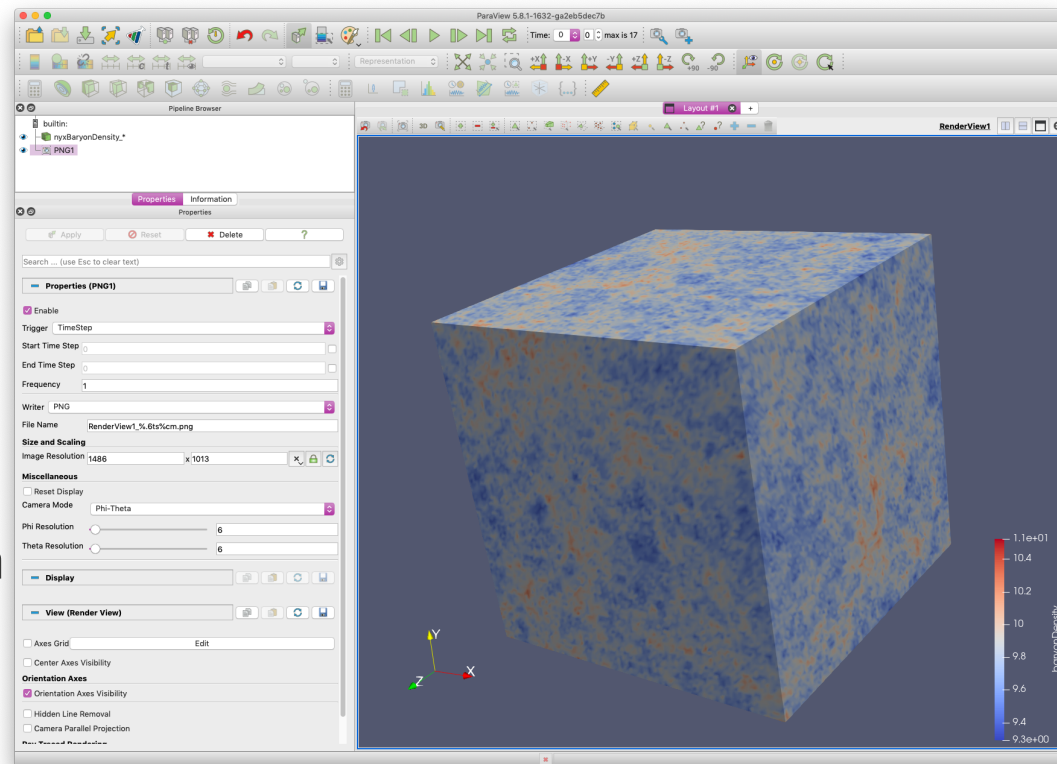 ParaView 5.8.1-1632-ga2eb5dec7b
Time: 0 0 max is 17
+X -X +Y -Y +Z -Z +90 -90
Representation
Pipeline Browser
Layout #1 +
builtin:
nyxBaryonDensity_*
PNG1
3D
RenderView1
Properties Information
Properties
Apply Reset Delete ?
Search ... (use Esc to clear text)
Properties (PNG1)
Enable
Trigger TimeStep
Start Time Step 0
End Time Step 0
Frequency 1
Writer PNG
File Name RenderView1_%.6ts%cm.png
Size and Scaling
Image Resolution 1486 x 1013
Miscellaneous
Reset Display
Camera Mode Phi-Theta
Phi Resolution 6
Theta Resolution 6
Display
View (Render View)
Axes Grid Edit
Center Axes Visibility
Orientation Axes
Orientation Axes Visibility
Hidden Line Removal
Camera Parallel Projection
Y
X
Z
1.1e+01
10.4
10.2
10
9.8
9.6
9.4
9.3e+00
baryonDensity